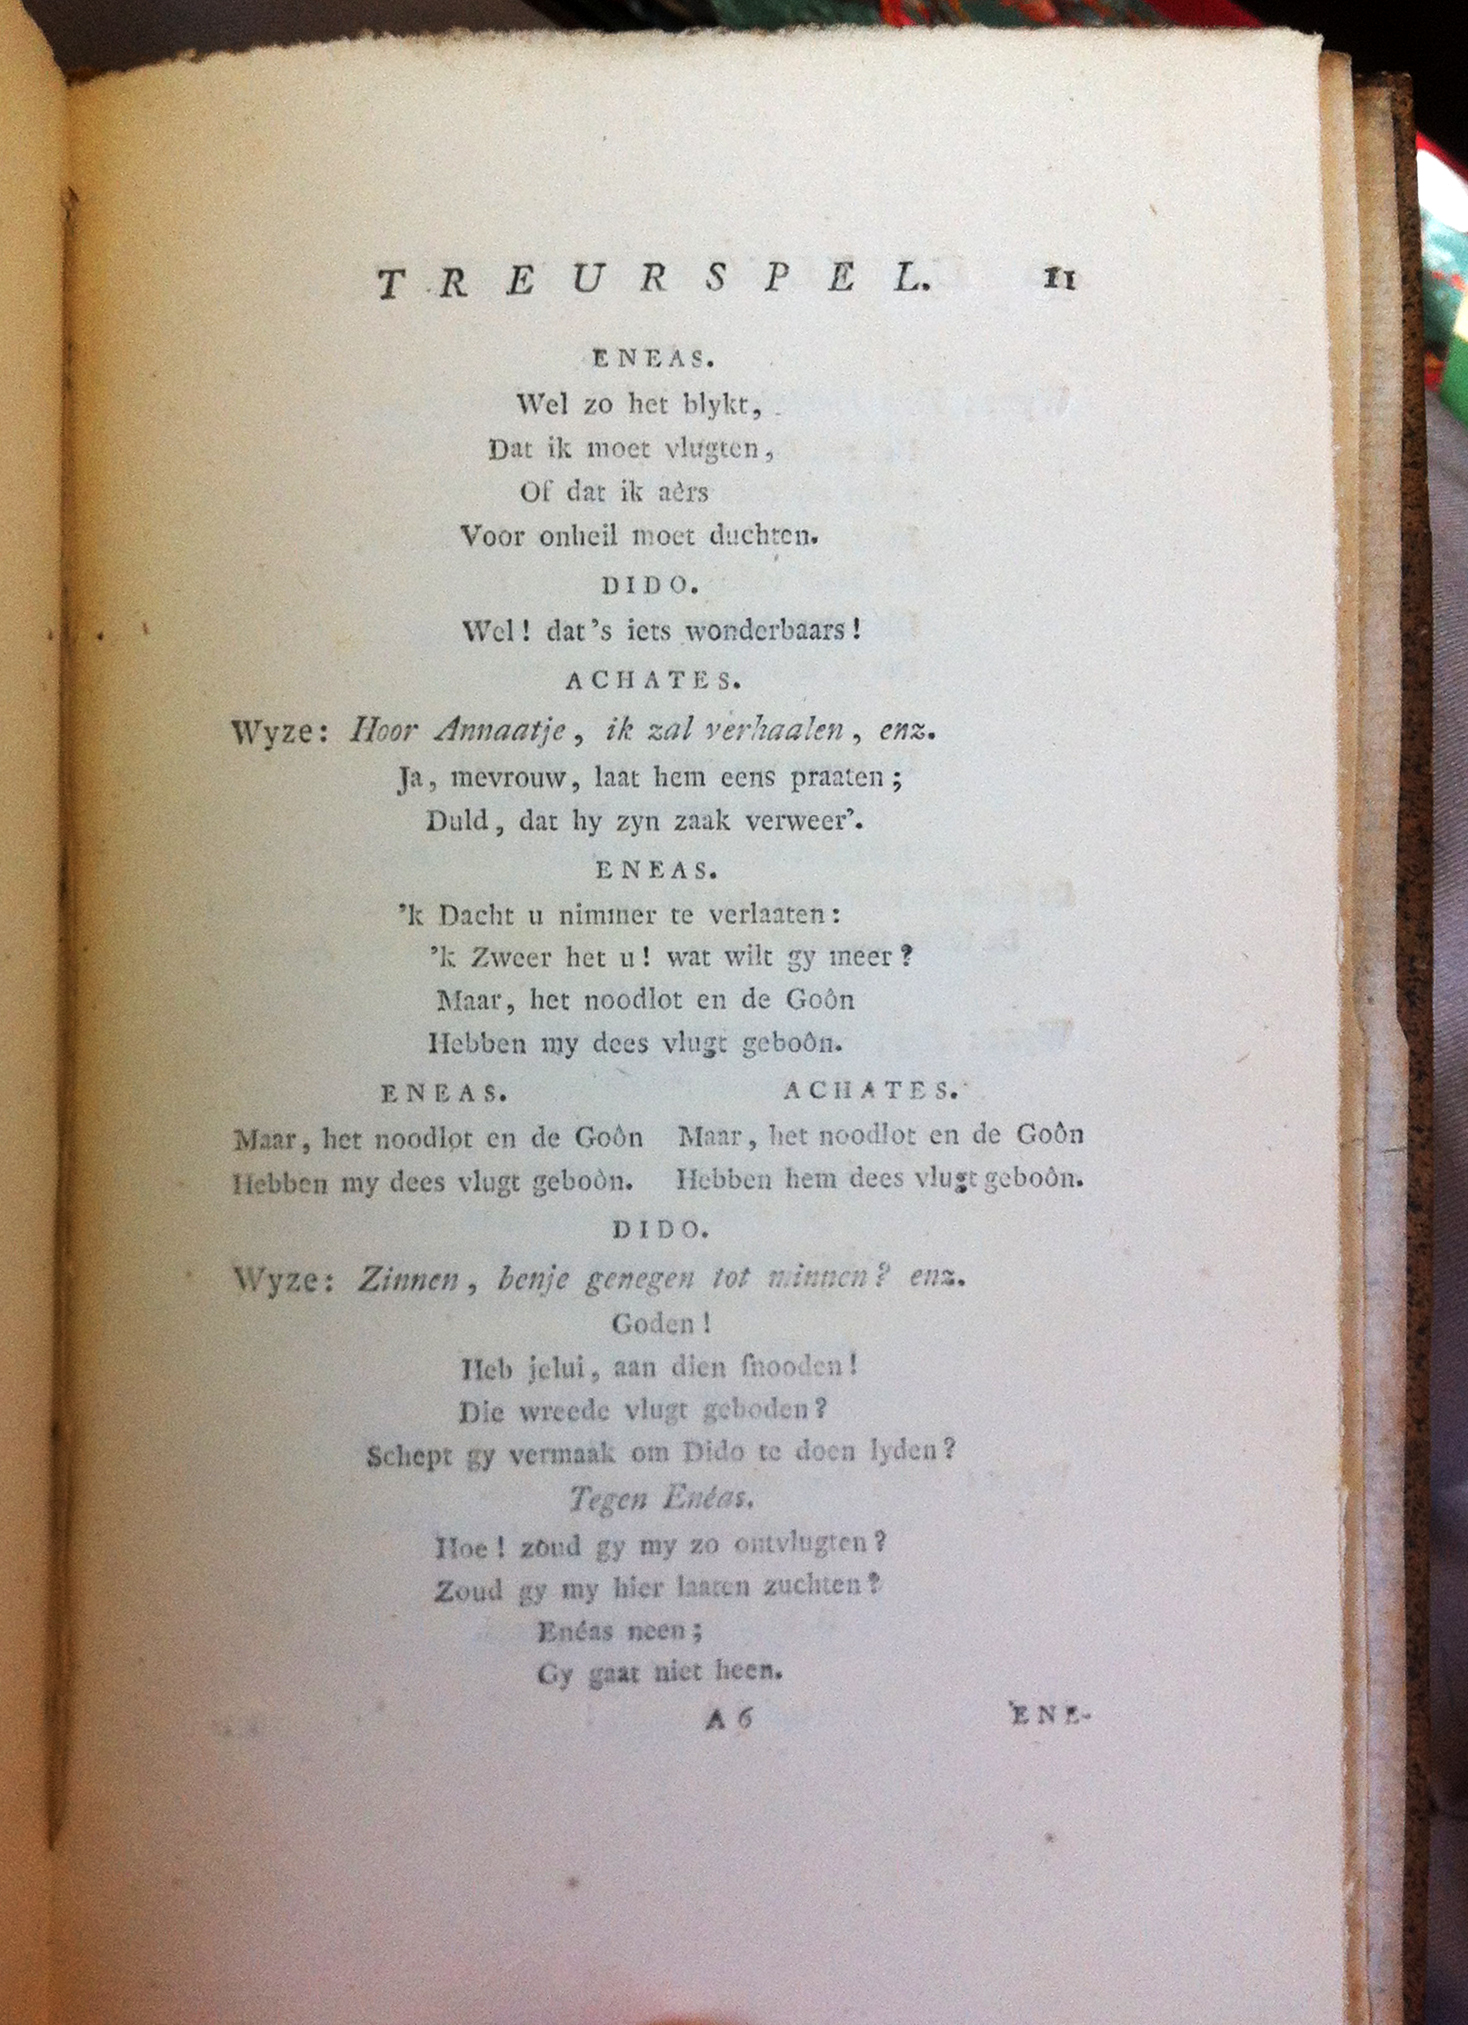 TREURSPEL. 11
ENEAS.
Wel zo het blykt,
Dat ik moet vlugten,
Of dat ik aêrs
Voor onheil moet duchten.
DIDO.
Wel! dat's iets wonderbaars!
ACHATES.
Wyze: Hoor Annaatje, ik zal verhaalen, enz.
Ja, mevrouw, laat hem eens praaten;
Duld, dat hy zyn zaak verweer'.
ENEAS.
'k Dacht u nimmer te verlaaten:
'k Zweer het u! wat wilt gy meer?
Maar, het noodlot en de Goôn
Hebben my dees vlugt geboôn.
ENEAS. ACHATES.
Maar, het noodlot en de Goôn Maar, het noodlot en de Goôn
Hebben my dees vlugt geboôn. Hebben hem dees vlugt geboôn.
DIDO.
Wyze: Zinnen, benje genegen tot minnen? enz.
Goden!
Heb jelui, aan dien ſnooden!
Die wreede vlugt geboden?
Schept gy vermaak om Dido te doen lyden?
Tegen Enéas.
Hoe! zoud gy my zo ontvlugten?
Zoud gy my hier laaten zuchten?
Enéas neen;
Gy gaat niet heen.
A 6 ENE-